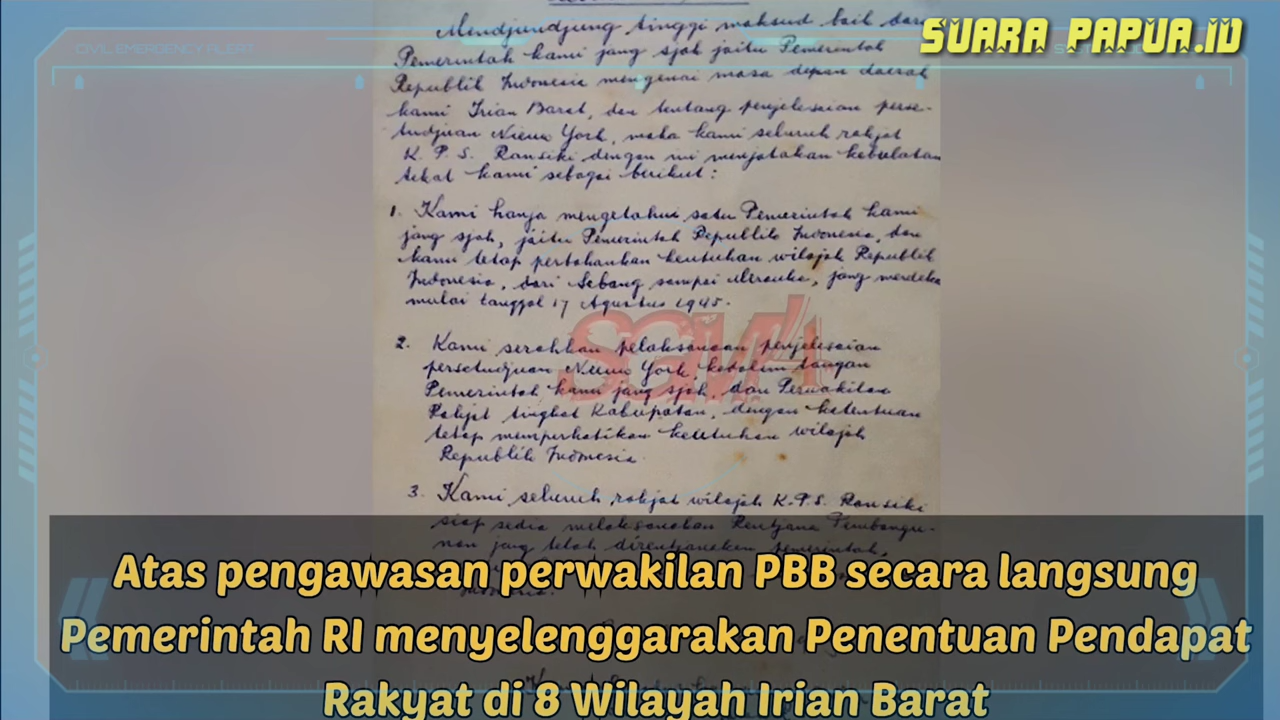 CIVIL EMERGENCY ALERT
SUARA PAPUA.ID
Mendjundjung tinggi maksud baik dari
Pemerintah kami jang sjah jaitu Pemerintah
Republik Indonesia mengenai masa depan daerah
kami Irian Barat, dan tentang penjelesaian perse-
tudjuan Nieuw York, maka kami seluruh rakjat
K. P. S. Ransiki dengan ini menjatakan kebulatan
tekat kami sebagai berikut:
1. Kami hanja mengetahui satu Pemerintah kami
jang sjah, jaitu Pemerintah Republik Indonesia, dan
kami tetap pertahankan keutuhan wilajah Republik
Indonesia, dari Sabang sampai Merauke, jang merdeka
mulai tanggal 17 Agustus 1945.
2. Kami serahkan pelaksanaan penjelesaian
persetudjuan Nieuw York, kedalam tangan
Pemerintah kami jang sjah, dan Perwakilan
Rakjat tingkat Kabupaten, dengan ketentuan
tetap memperhatikan keutuhan wilajah
Republik Indonesia.
3. Kami seluruh rakjat wilajah K.P.S. Ransiki
siap sedia melaksanakan Rentjana Pembangu-
nan jang telah direntjanakan pemerintah,
Atas pengawasan perwakilan PBB secara langsung
Pemerintah RI menyelenggarakan Penentuan Pendapat
Rakyat di 8 Wilayah Irian Barat